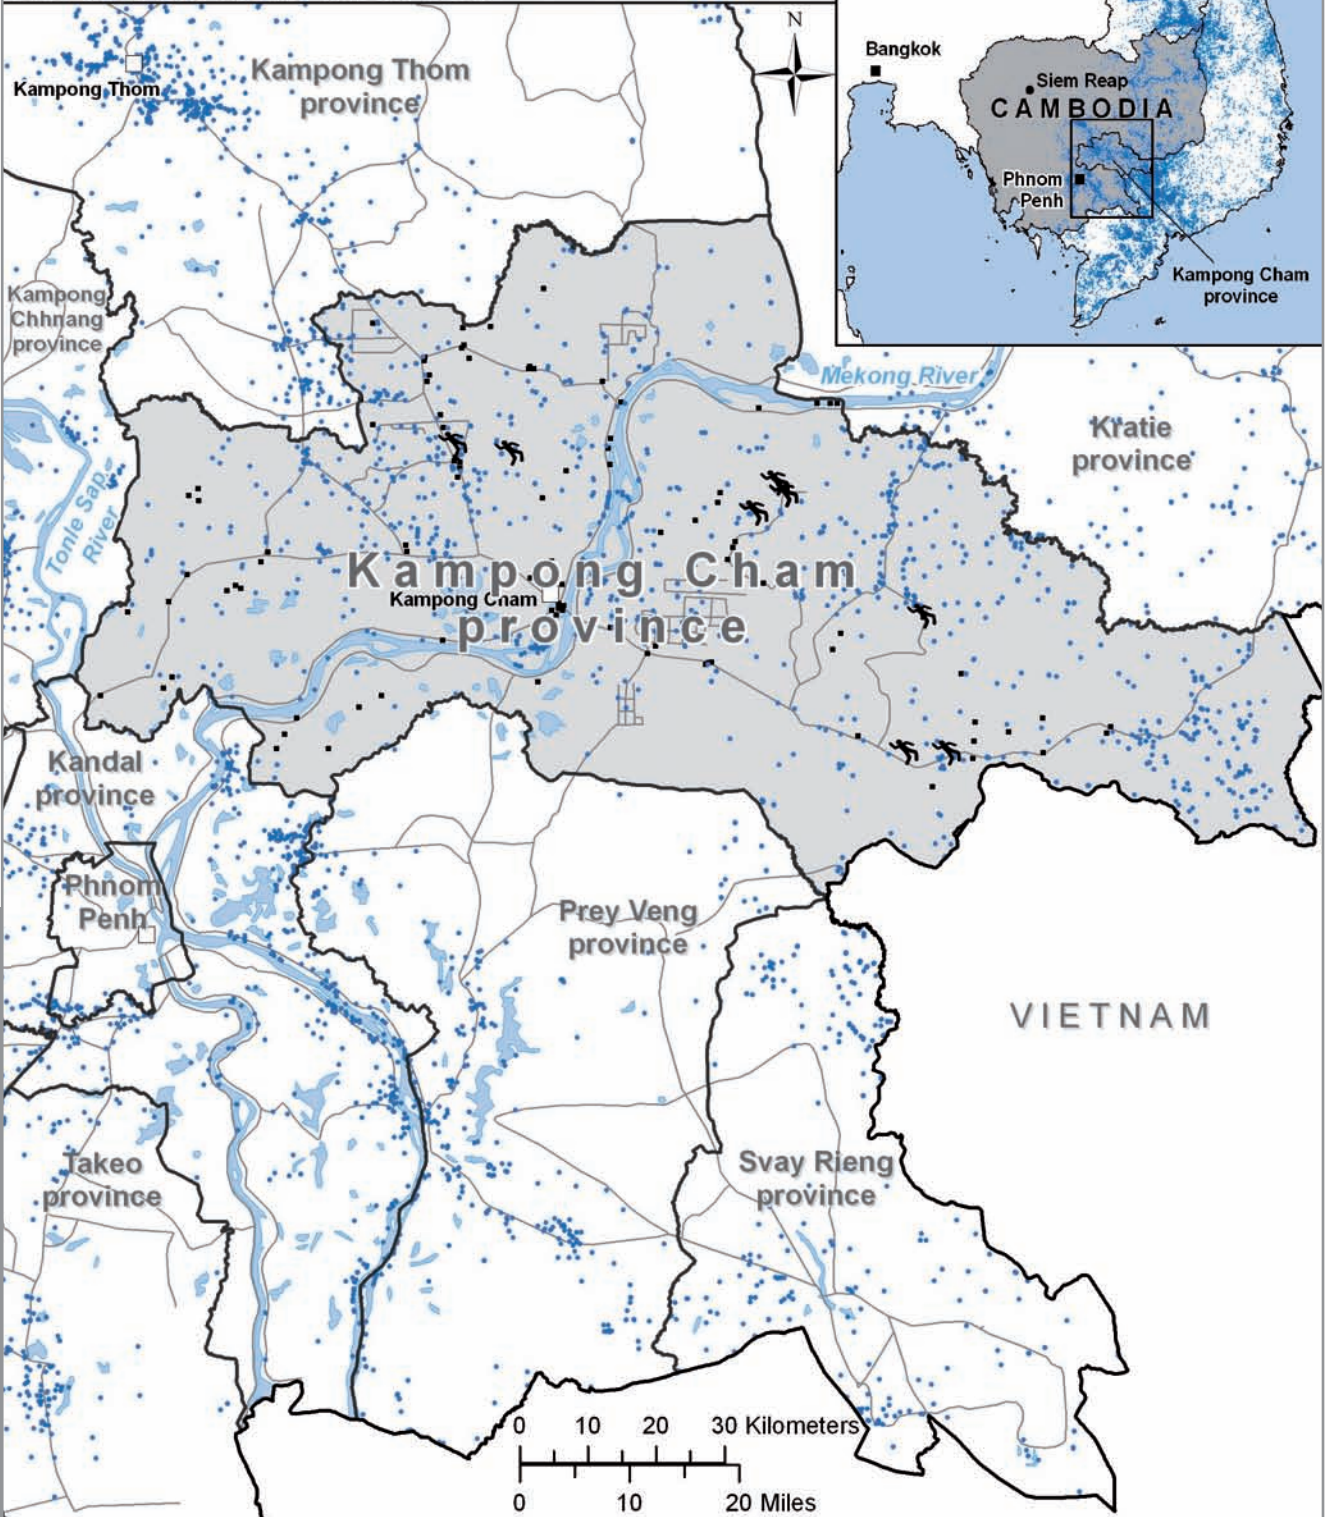 N
Kampong Thom
Kampong Thom
province
Bangkok
Siem Reap
CAMBODIA
Phnom
Penh
Kampong Cham
province
Kampong
Chhnang
province
Mekong River
Kratie
province
Tonle Sap
River
Kampong Cham
province
Kampong Cham
Kandal
province
Phnom
Penh
Prey Veng
province
VIETNAM
Takeo
province
Svay Rieng
province
0 10 20 30 Kilometers
0 10 20 Miles